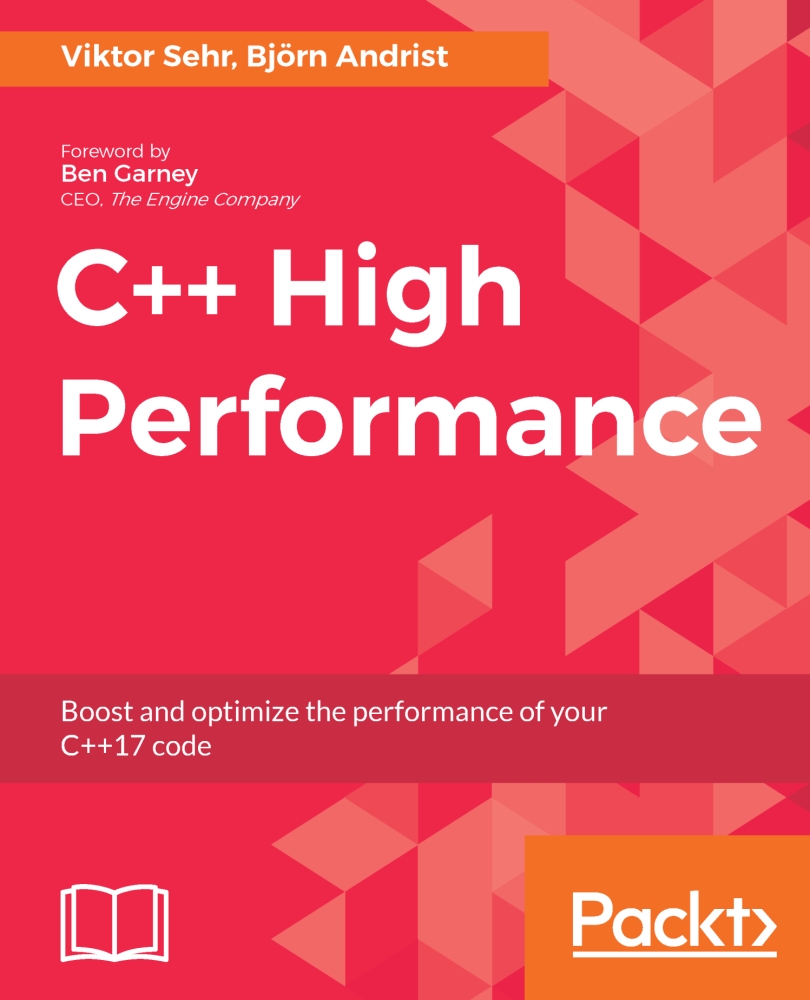 Viktor Sehr, Björn Andrist
Foreword by
Ben Garney
CEO, The Engine Company
C++ High
Performance
Boost and optimize the performance of your
C++17 code
Packt>